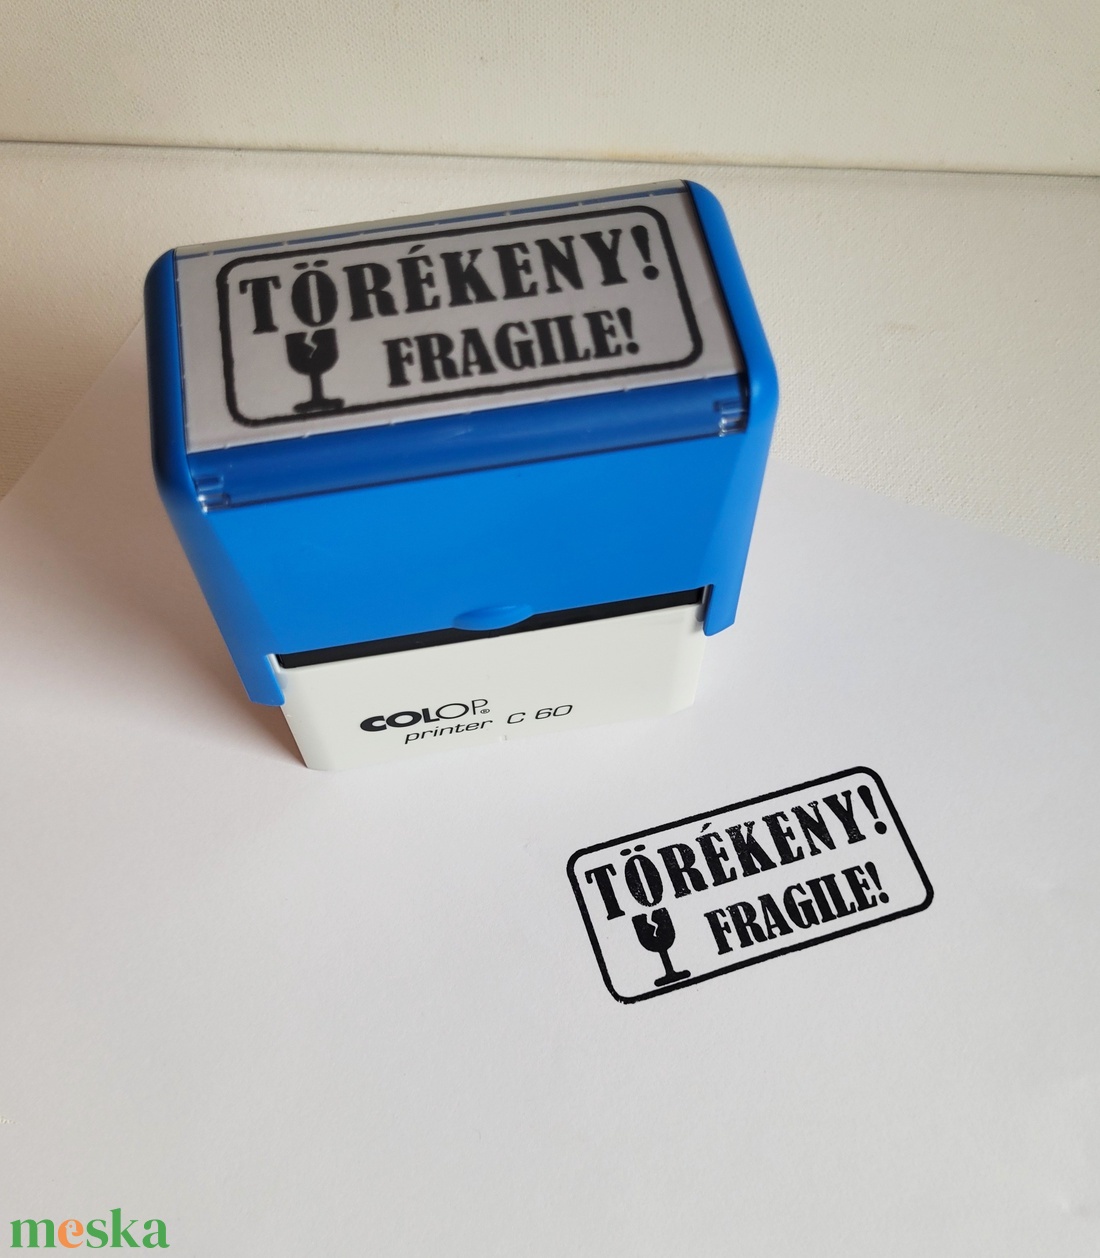 TÖRÉKENY!
FRAGILE!
COLOP®
printer C 60
TÖRÉKENY!
FRAGILE!
meska